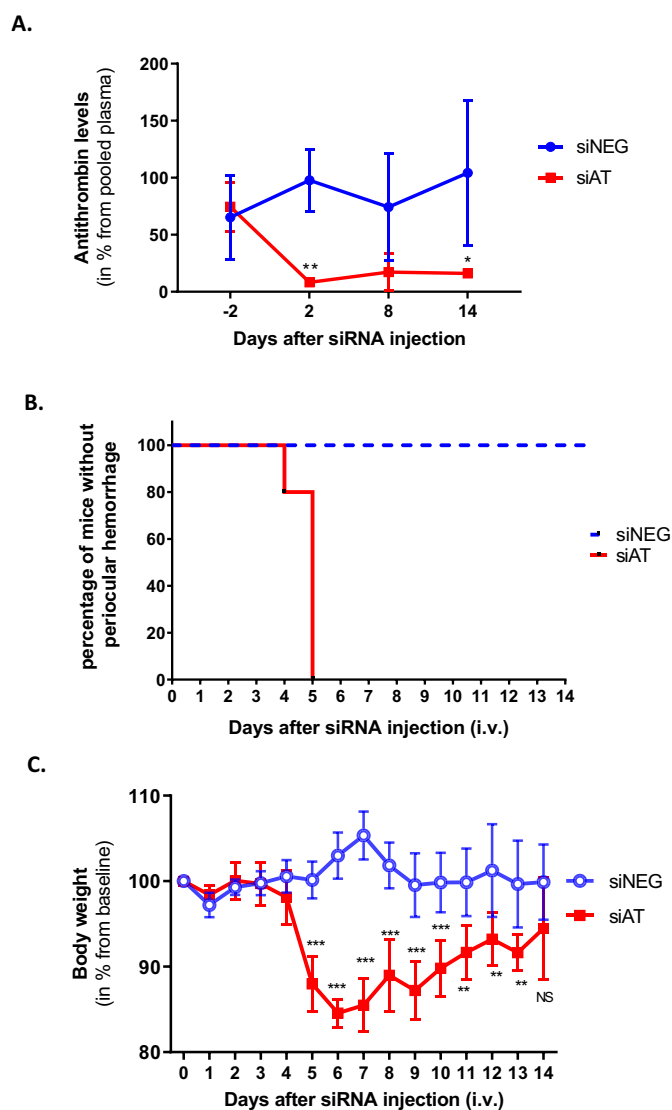 A.
Antithrombin levels
(in % from pooled plasma)
200
150
100
50
0
**
*
-2 2 8 14
Days after siRNA injection
siNEG
siAT
B.
percentage of mice without
periocular hemorrhage
100
80
60
40
20
0
0 1 2 3 4 5 6 7 8 9 10 11 12 13 14
Days after siRNA injection (i.v.)
siNEG
siAT
C.
Body weight
(in % from baseline)
110
100
90
80
***
***
***
***
***
***
**
**
**
NS
0 1 2 3 4 5 6 7 8 9 10 11 12 13 14
Days after siRNA injection (i.v.)
siNEG
siAT